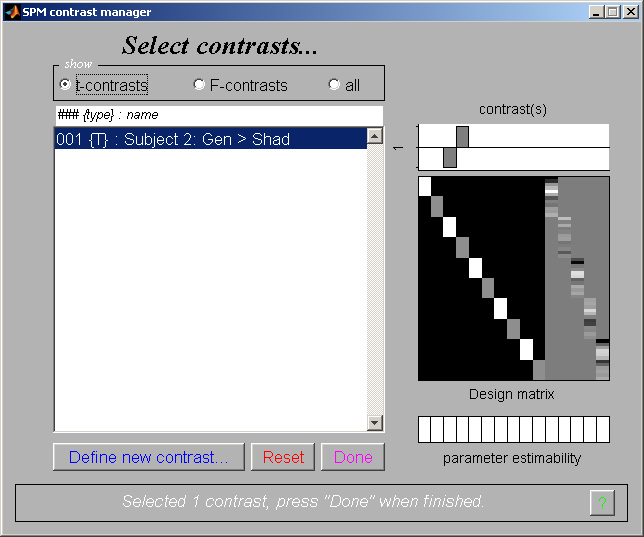 SPM contrast manager
Select contrasts...
show
t-contrasts
F-contrasts
all
### {type} : name
001 {T} : Subject 2: Gen > Shad
contrast(s)
←
Design matrix
parameter estimability
Define new contrast...
Reset
Done
Selected 1 contrast, press "Done" when finished.
?